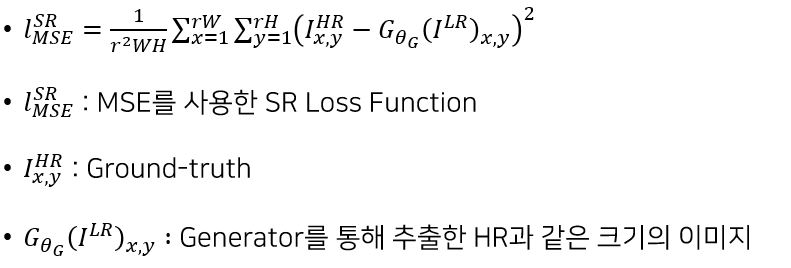 • $l_{MSE}^{SR} = \frac{1}{r^2WH} \sum_{x=1}^{rW} \sum_{y=1}^{rH} \left(I_{x,y}^{HR} - G_{\theta_G}(I^{LR})_{x,y}\right)^2$
• $l_{MSE}^{SR}$ : MSE를 사용한 SR Loss Function
• $I_{x,y}^{HR}$ : Ground-truth
• $G_{\theta_G}(I^{LR})_{x,y}$ : Generator를 통해 추출한 HR과 같은 크기의 이미지